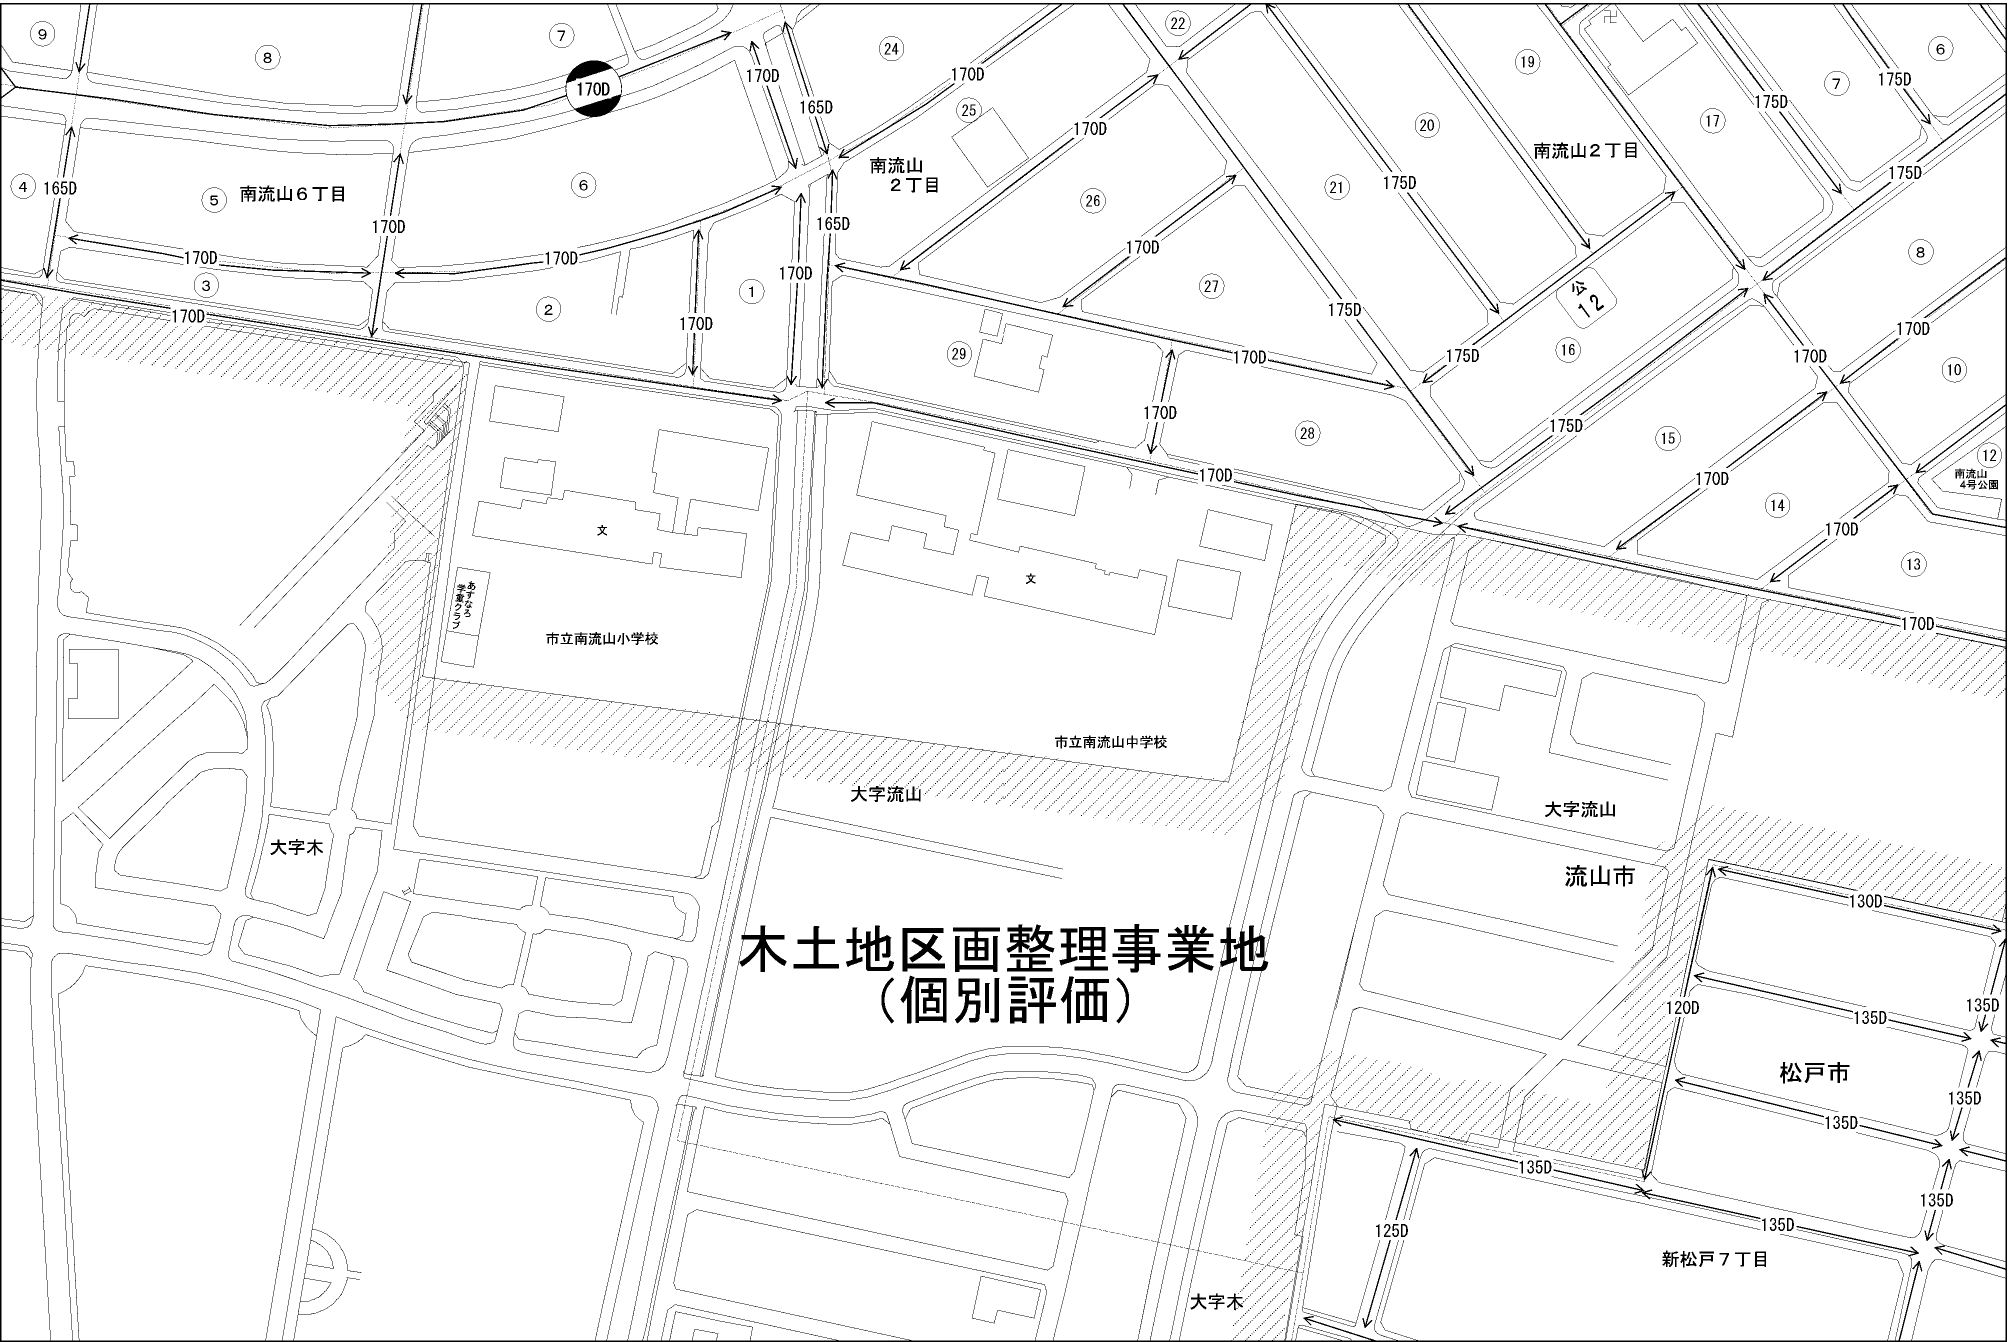 ⑨
⑧
⑦
22
24
19
⑥
⑦
175D
170D
170D
165D
170D
25
20
17
175D
南流山
2丁目
170D
南流山2丁目
④
165D
⑤
南流山6丁目
⑥
170D
165D
26
21
175D
175D
⑧
170D
170D
③
170D
①
170D
27
公
12
②
170D
170D
175D
29
170D
175D
16
170D
170D
10
170D
28
175D
15
12
南流山
4号公園
170D
170D
14
170D
13
文
文
あすなろ
学童クラブ
市立南流山小学校
170D
市立南流山中学校
大字流山
大字流山
大字木
流山市
130D
木土地区画整理事業地
(個別評価)
120D
135D
135D
松戸市
135D
135D
135D
135D
135D
125D
新松戸7丁目
大字木